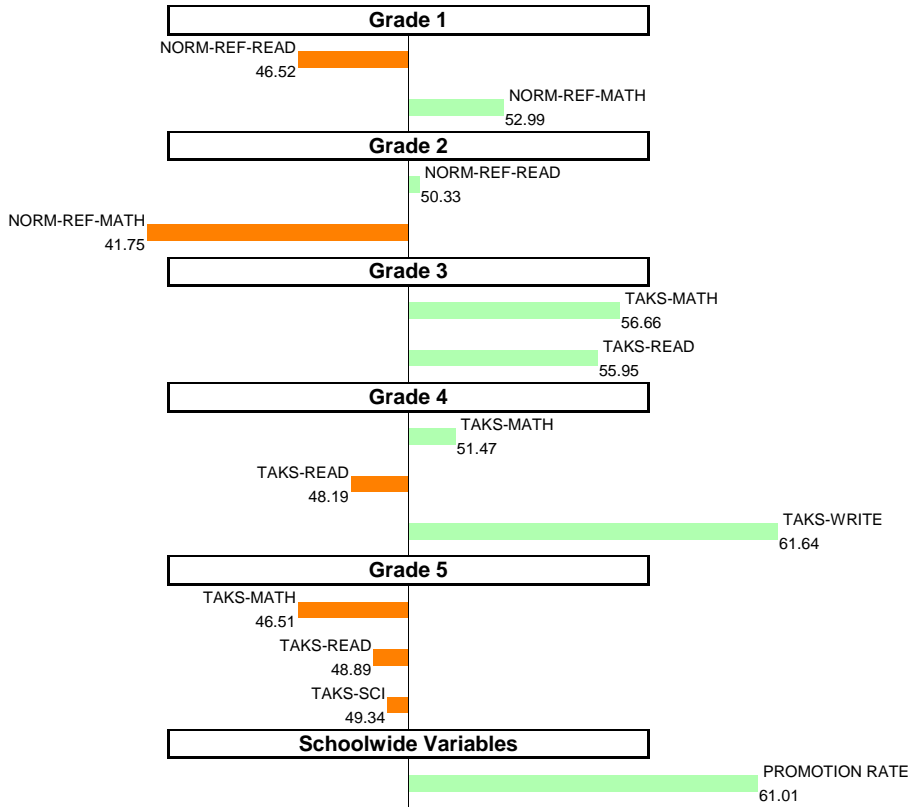 Grade 1
NORM-REF-READ
46.52
NORM-REF-MATH
52.99
Grade 2
NORM-REF-READ
50.33
NORM-REF-MATH
41.75
Grade 3
TAKS-MATH
56.66
TAKS-READ
55.95
Grade 4
TAKS-MATH
51.47
TAKS-READ
48.19
TAKS-WRITE
61.64
Grade 5
TAKS-MATH
46.51
TAKS-READ
48.89
TAKS-SCI
49.34
Schoolwide Variables
PROMOTION RATE
61.01